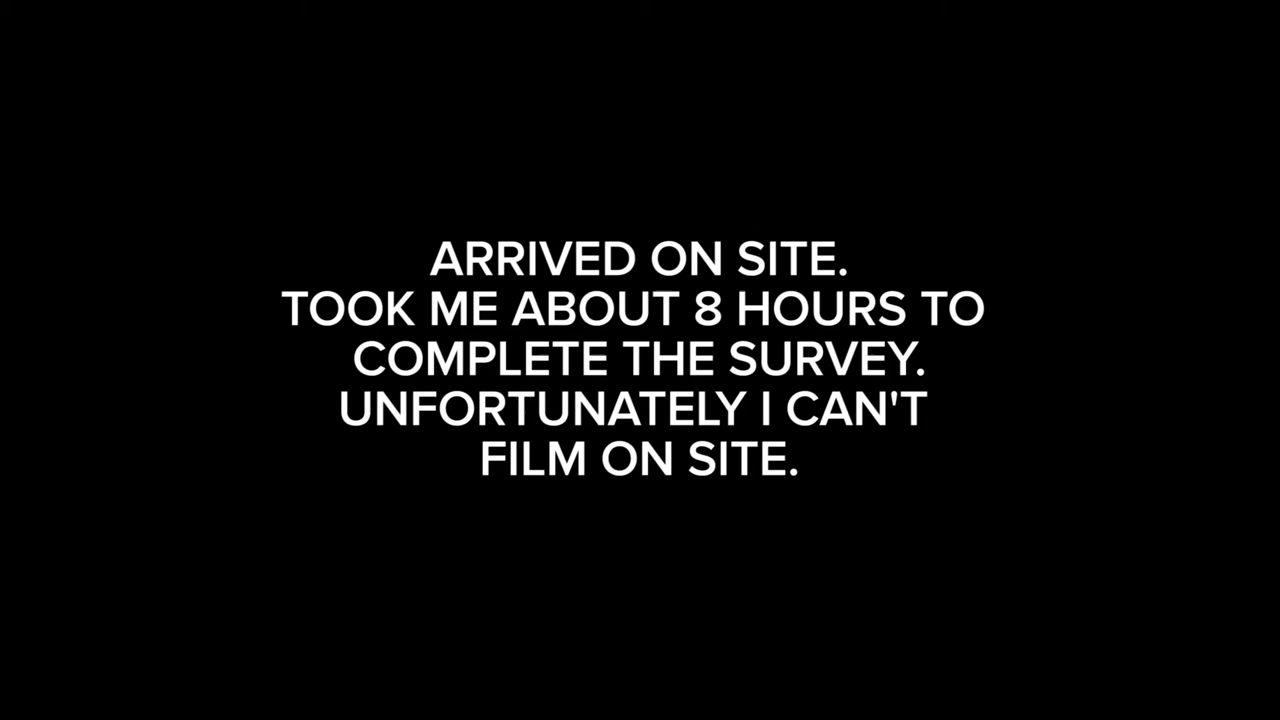 ARRIVED ON SITE.
TOOK ME ABOUT 8 HOURS TO
COMPLETE THE SURVEY.
UNFORTUNATELY I CAN'T
FILM ON SITE.